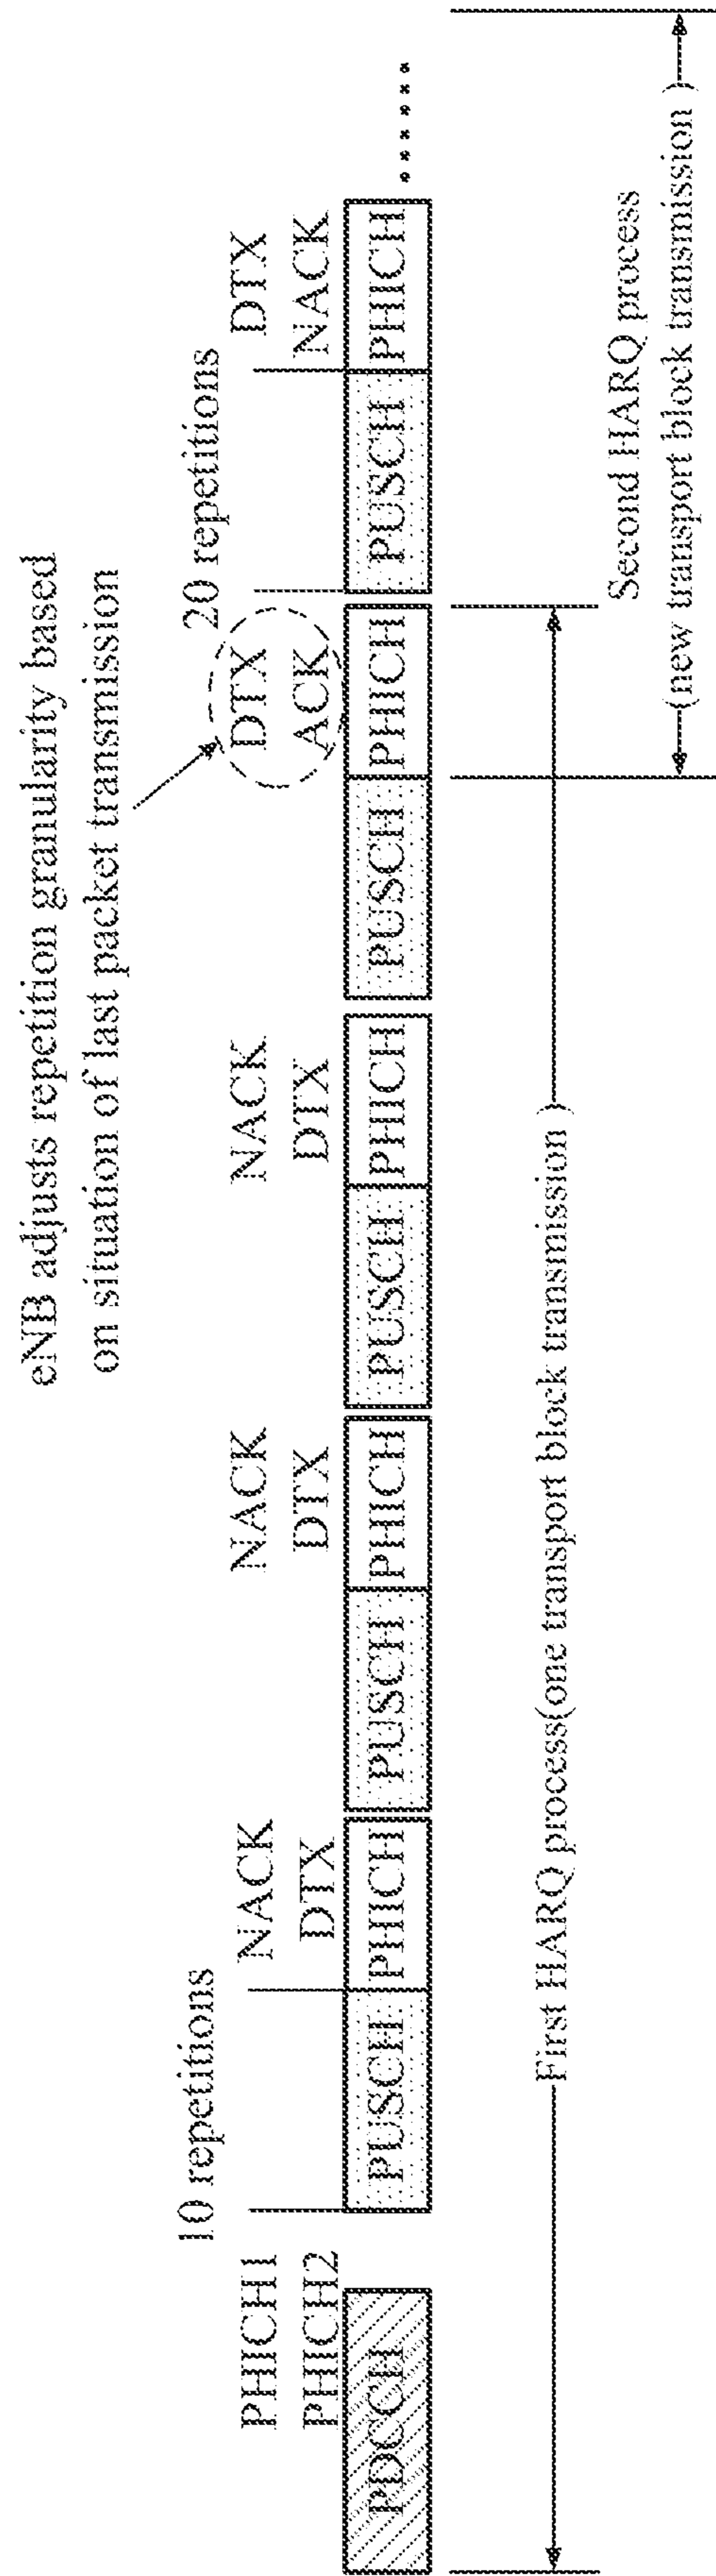 eNB adjusts repetition granularity based
on situation of last packet transmission
10 repetitions
20 repetitions
PHICH1 NACK NACK NACK DTX DTX
PHICH2 DTX DTX DTX ACK NACK
PDCCH PUSCH PHICH PUSCH PHICH PUSCH PHICH PUSCH PHICH PUSCH PHICH
First HARQ process(one transport block transmission )
Second HARQ process
(new transport block transmission )